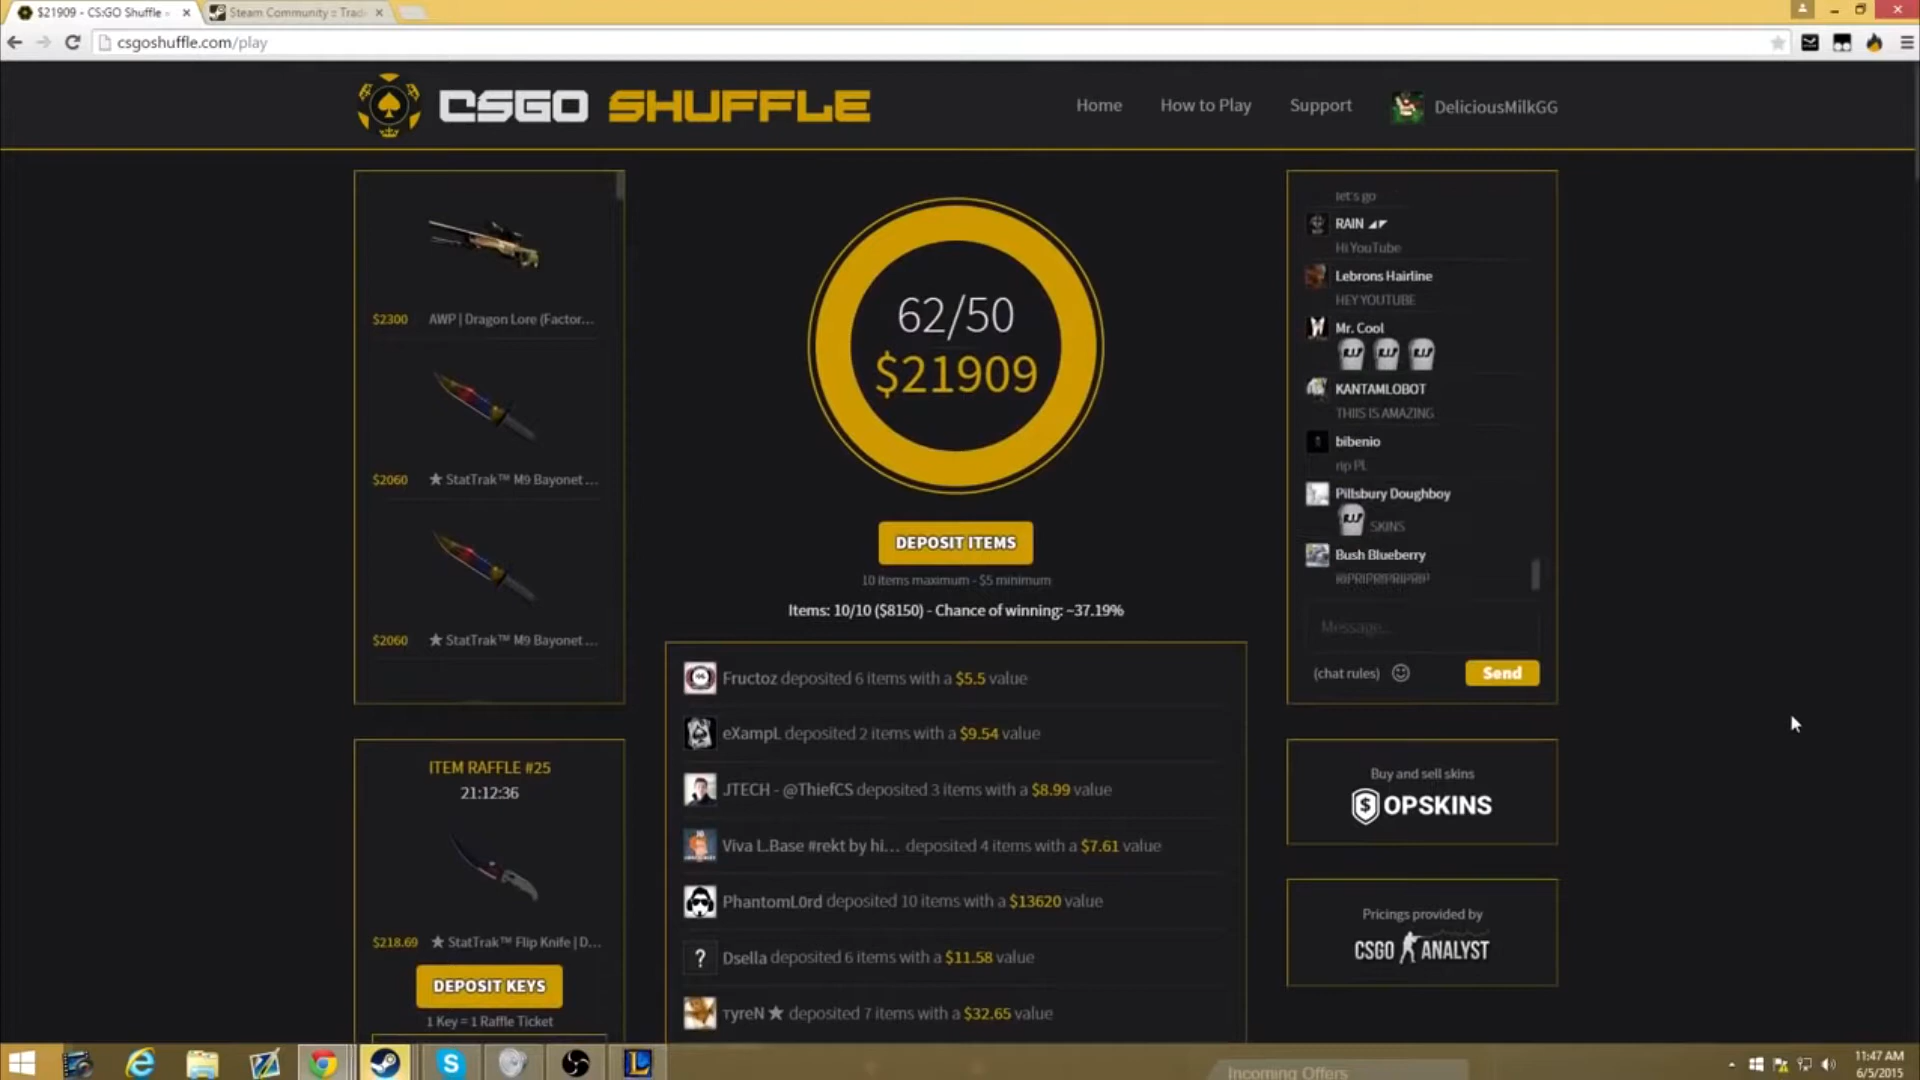 $21909 - CS:GO Shuffle -
Steam Community :: Trad
csgoshuffle.com/play
CSGO SHUFFLE
Home
How to Play
Support
DeliciousMilkGG
$2300 AWP | Dragon Lore (Factor...
$2060 ★ StatTrak™ M9 Bayonet ...
$2060 ★ StatTrak™ M9 Bayonet ...
ITEM RAFFLE #25
21:12:36
$218.69 ★ StatTrak™ Flip Knife | D...
DEPOSIT KEYS
1 Key = 1 Raffle Ticket
62/50
$21909
DEPOSIT ITEMS
10 items maximum - $5 minimum
Items: 10/10 ($8150) - Chance of winning: ~37.19%
Fructoz deposited 6 items with a $5.5 value
eXampL deposited 2 items with a $9.54 value
JTECH - @ThiefCS deposited 3 items with a $8.99 value
Viva L.Base #rekt by hi... deposited 4 items with a $7.61 value
PhantomL0rd deposited 10 items with a $13620 value
Dsella deposited 6 items with a $11.58 value
тyreN ★ deposited 7 items with a $32.65 value
let's go
RAIN ◢◤
Hi YouTube
Lebrons Hairline
HEY YOUTUBE
Mr. Cool
RIP RIP RIP
KANTAMLOBOT
THIIS IS AMAZING
bibenio
rip PL
Pillsbury Doughboy
RIP SKINS
Bush Blueberry
Message...
(chat rules)
Send
Buy and sell skins
OPSKINS
Pricings provided by
CSGO ANALYST
Incoming Offers
11:47 AM
6/5/2015